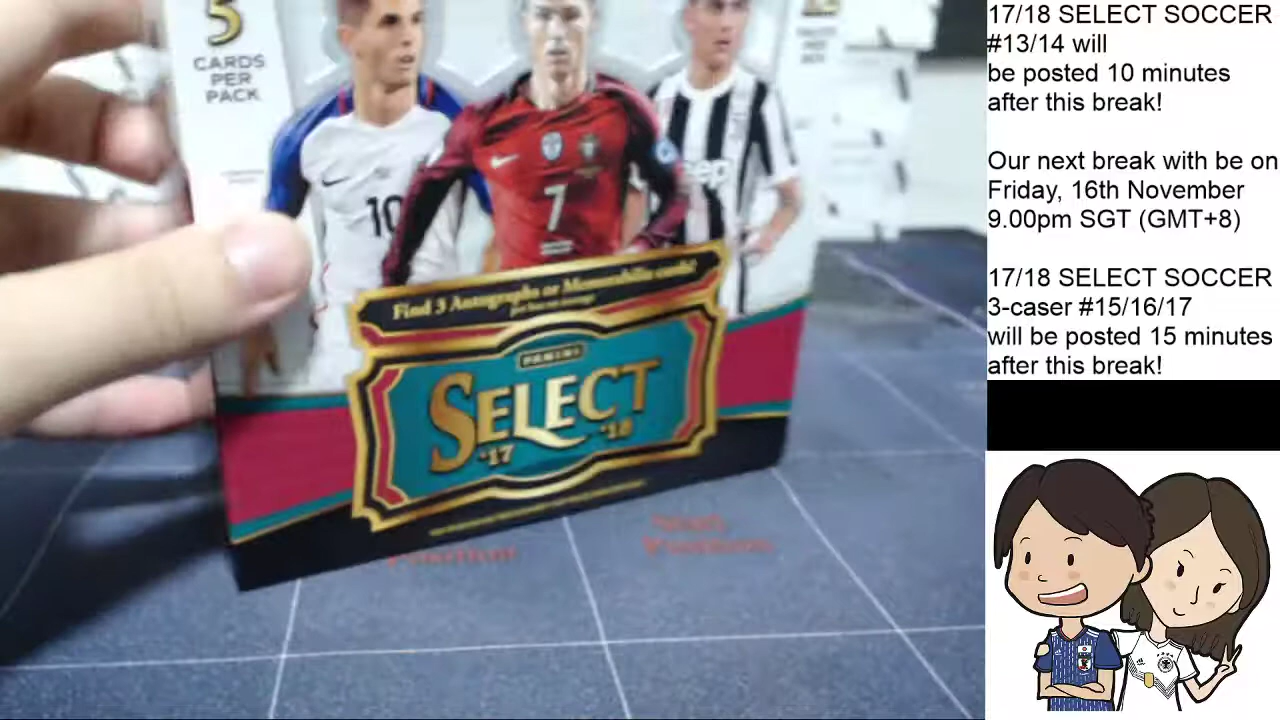 5
CARDS
PER
PACK
10
7
Jeep
Find 3 Autographs or Memorabilia cards!
PANINI
SELECT
'17 '18
17/18 SELECT SOCCER
#13/14 will
be posted 10 minutes
after this break!
Our next break with be on
Friday, 16th November
9.00pm SGT (GMT+8)
17/18 SELECT SOCCER
3-caser #15/16/17
will be posted 15 minutes
after this break!